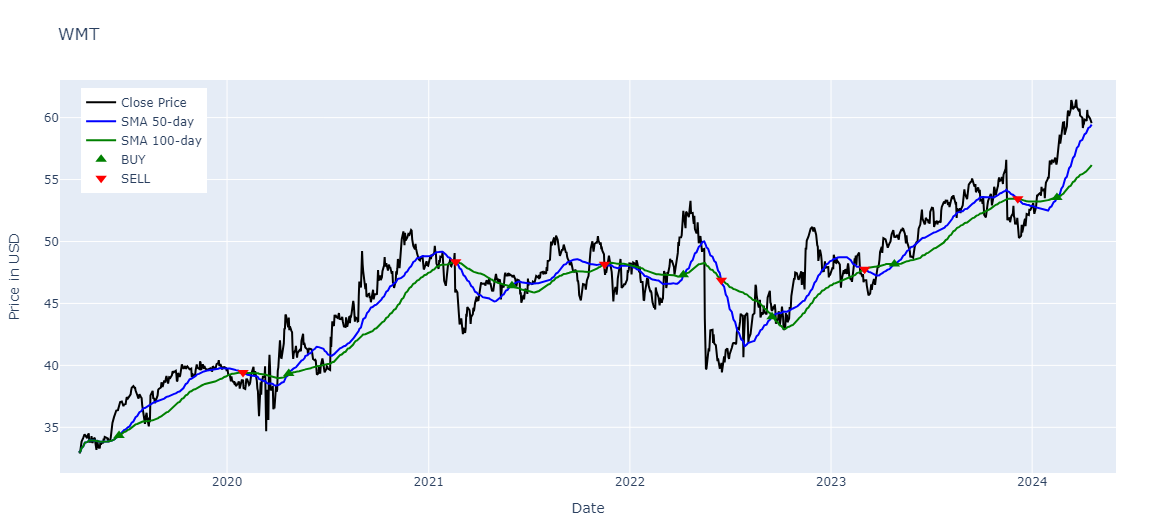 WMT
Close Price
SMA 50-day
SMA 100-day
BUY
SELL
60
55
50
45
40
35
Price in USD
2020
2021
2022
2023
2024
Date